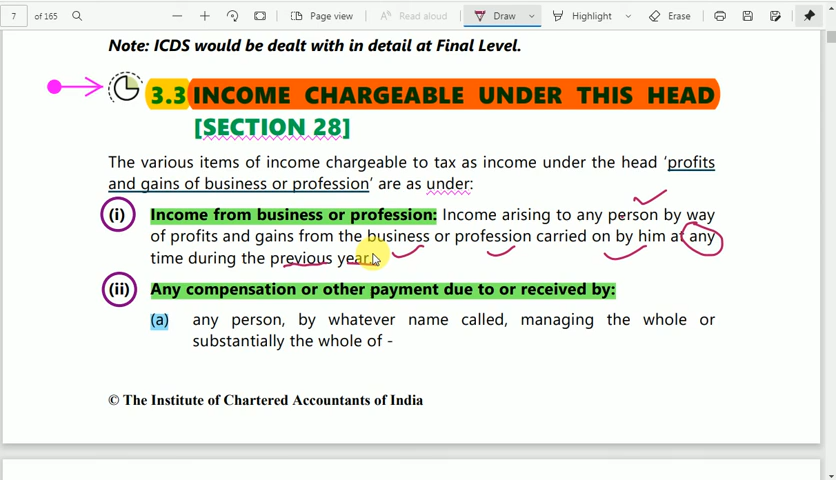 7 of 165 Page view Read aloud Draw Highlight Erase
Note: ICDS would be dealt with in detail at Final Level.
3.3 INCOME CHARGEABLE UNDER THIS HEAD
[SECTION 28]
The various items of income chargeable to tax as income under the head ‘profits
and gains of business or profession’ are as under:
(i) Income from business or profession: Income arising to any person by way
of profits and gains from the business or profession carried on by him at any
time during the previous year.
(ii) Any compensation or other payment due to or received by:
(a) any person, by whatever name called, managing the whole or
substantially the whole of -
© The Institute of Chartered Accountants of India